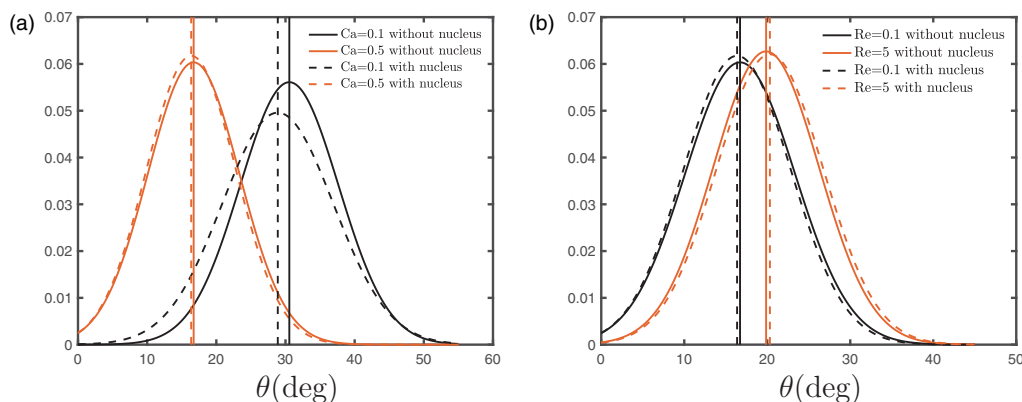 (a)
0.07
0.06
0.05
0.04
0.03
0.02
0.01
0
0 10 20 30 40 50 60
θ(deg)
Ca=0.1 without nucleus
Ca=0.5 without nucleus
Ca=0.1 with nucleus
Ca=0.5 with nucleus
(b)
0.07
0.06
0.05
0.04
0.03
0.02
0.01
0
0 10 20 30 40 50
θ(deg)
Re=0.1 without nucleus
Re=5 without nucleus
Re=0.1 with nucleus
Re=5 with nucleus